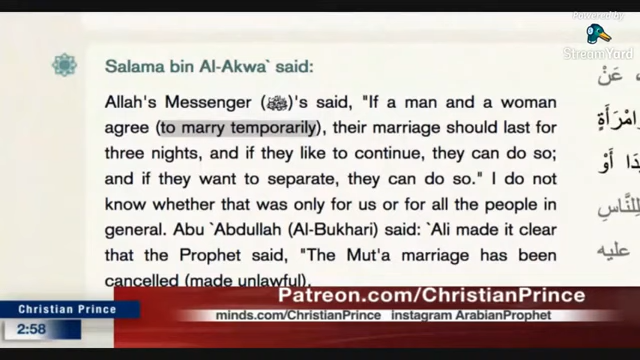 Powered by
StreamYard
Salama bin Al-Akwa` said:
Allah's Messenger (ﷺ)'s said, "If a man and a woman
agree (to marry temporarily), their marriage should last for
three nights, and if they like to continue, they can do so;
and if they want to separate, they can do so." I do not
know whether that was only for us or for all the people in
general. Abu `Abdullah (Al-Bukhari) said: `Ali made it clear
that the Prophet said, "The Mut'a marriage has been
cancelled (made unlawful).
، عَنْ
أَوْ
لِلنَّاسِ
عليه
Patreon.com/ChristianPrince
Christian Prince
minds.com/ChristianPrince instagram ArabianProphet
2:58